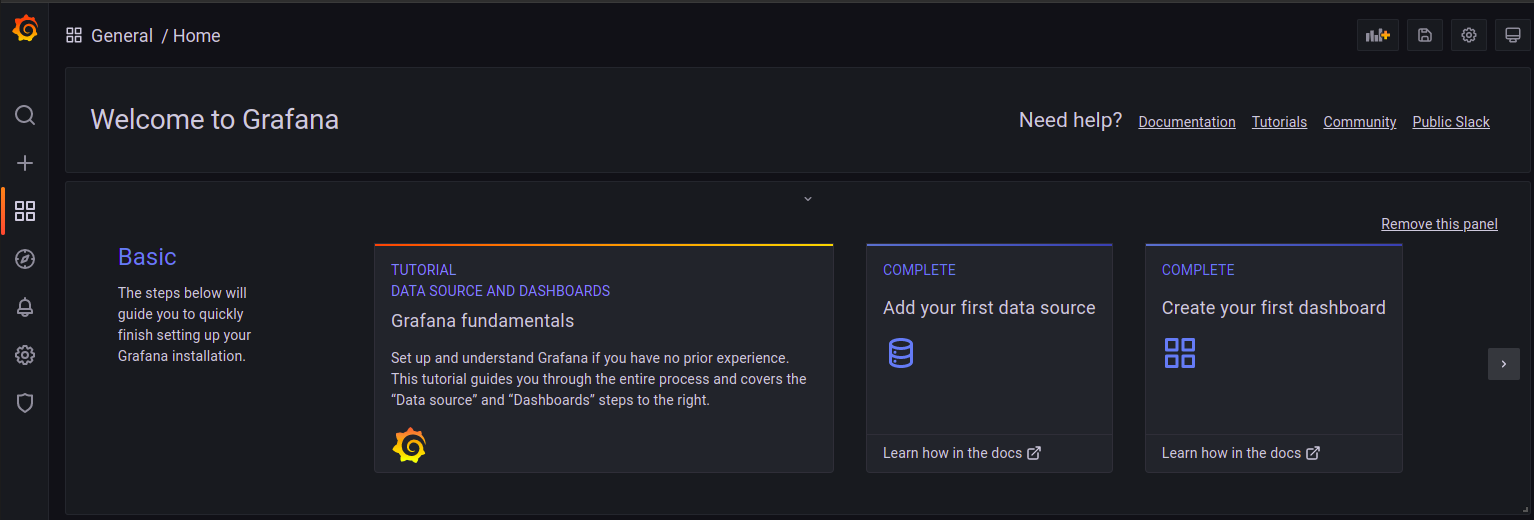 General / Home
Welcome to Grafana
Need help? Documentation Tutorials Community Public Slack
Remove this panel
Basic
The steps below will
guide you to quickly
finish setting up your
Grafana installation.
TUTORIAL
DATA SOURCE AND DASHBOARDS
Grafana fundamentals
Set up and understand Grafana if you have no prior experience.
This tutorial guides you through the entire process and covers the
“Data source” and “Dashboards” steps to the right.
COMPLETE
Add your first data source
Learn how in the docs
COMPLETE
Create your first dashboard
Learn how in the docs